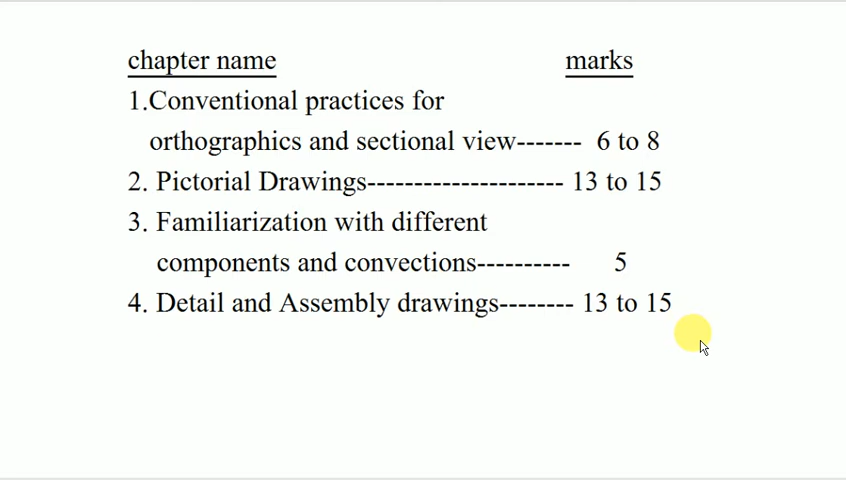 chapter name marks
1.Conventional practices for
orthographics and sectional view------- 6 to 8
2. Pictorial Drawings--------------------- 13 to 15
3. Familiarization with different
components and convections---------- 5
4. Detail and Assembly drawings-------- 13 to 15